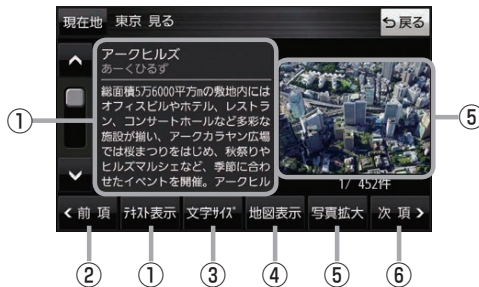 現在地 東京 見る
戻る
アークヒルズ
あーくひるず
総面積5万6000平方mの敷地内には
オフィスビルやホテル、レストラ
ン、コンサートホールなど多彩な
施設が揃い、アークカラヤン広場
では桜まつりをはじめ、秋祭りや
ヒルズマルシェなど、季節に合わ
せたイベントを開催。アークヒル
1/ 452件
① ⑤
前 項 ﾃｷｽﾄ表示 文字ｻｲｽﾞ 地図表示 写真拡大 次 項
② ① ③ ④ ⑤ ⑥